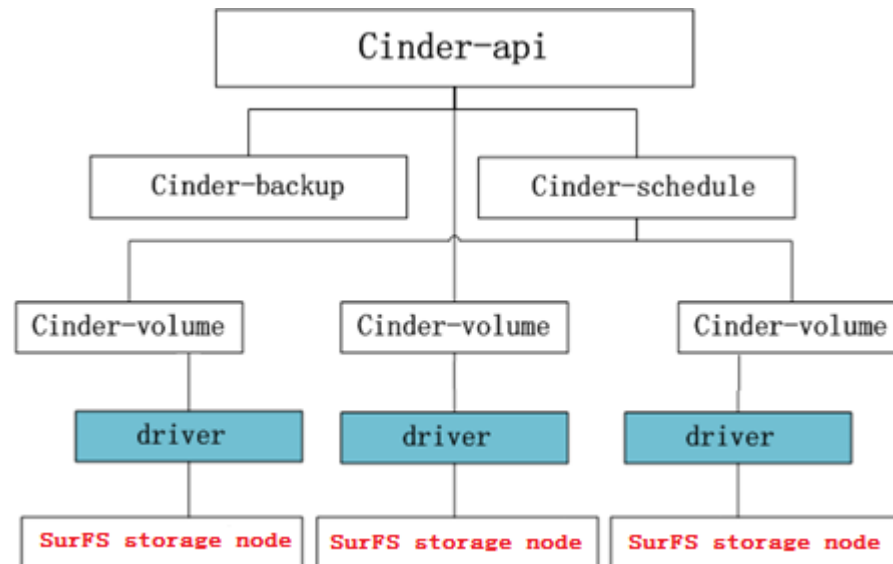 Cinder-api
Cinder-backup
Cinder-schedule
Cinder-volume
Cinder-volume
Cinder-volume
driver
driver
driver
SurFS storage node
SurFS storage node
SurFS storage node